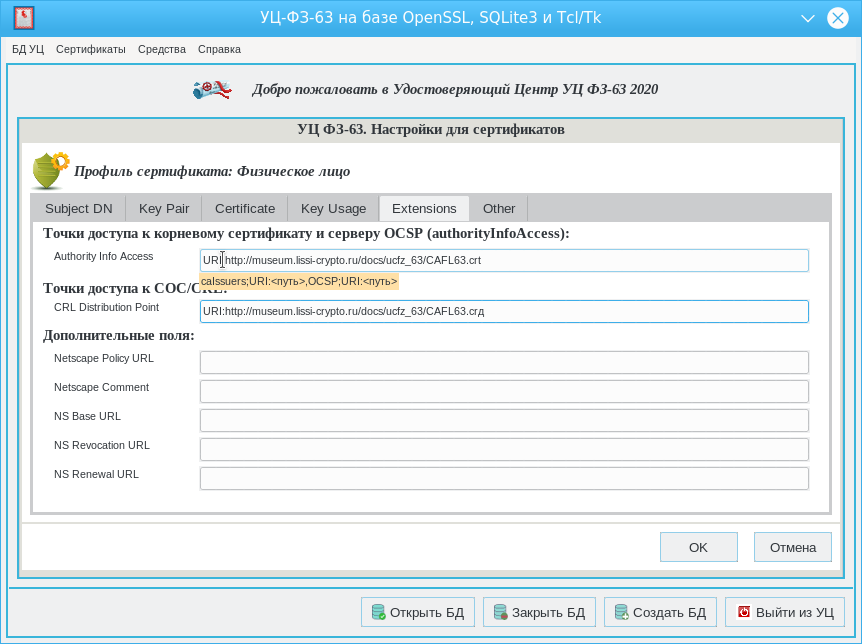 УЦ-ФЗ-63 на базе OpenSSL, SQLite3 и Tcl/Tk
БД УЦ Сертификаты Средства Справка
Добро пожаловать в Удостоверяющий Центр УЦ ФЗ-63 2020
УЦ ФЗ-63. Настройки для сертификатов
Профиль сертификата: Физическое лицо
Subject DN Key Pair Certificate Key Usage Extensions Other
Точки доступа к корневому сертификату и серверу OCSP (authorityInfoAccess):
Authority Info Access URI:http://museum.lissi-crypto.ru/docs/ucfz_63/CAFL63.crt
caIssuers;URI:<путь>,OCSP;URI:<путь>
Точки доступа к СОС/CRL:
CRL Distribution Point URI:http://museum.lissi-crypto.ru/docs/ucfz_63/CAFL63.crд
Дополнительные поля:
Netscape Policy URL
Netscape Comment
NS Base URL
NS Revocation URL
NS Renewal URL
OK Отмена
Открыть БД Закрыть БД Создать БД Выйти из УЦ